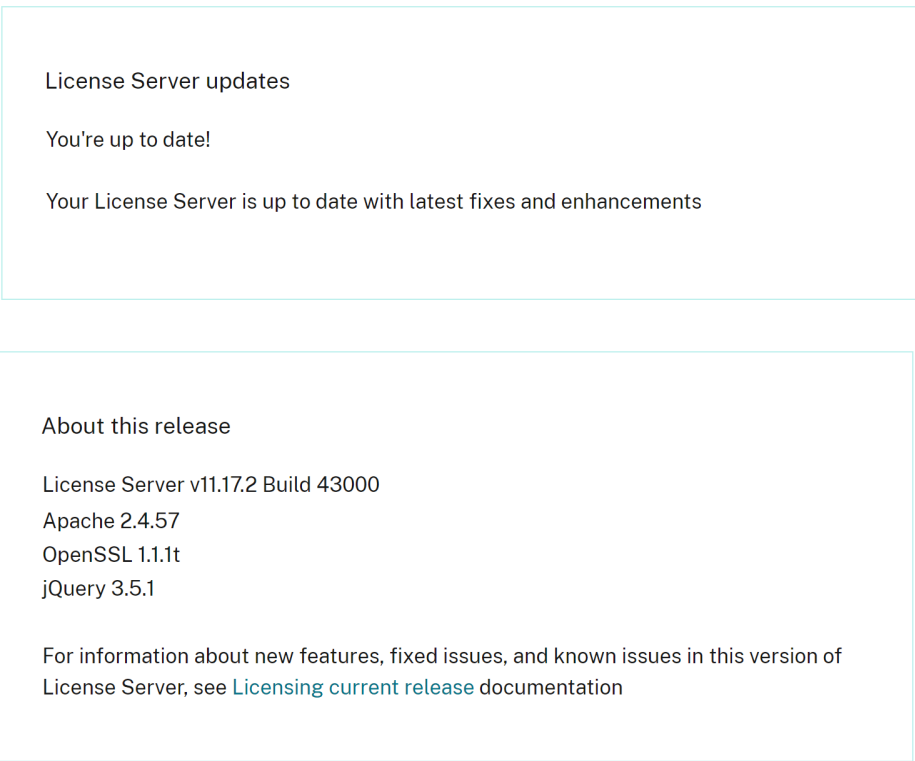 License Server updates
You're up to date!
Your License Server is up to date with latest fixes and enhancements
About this release
License Server v11.17.2 Build 43000
Apache 2.4.57
OpenSSL 1.1.1t
jQuery 3.5.1
For information about new features, fixed issues, and known issues in this version of
License Server, see Licensing current release documentation